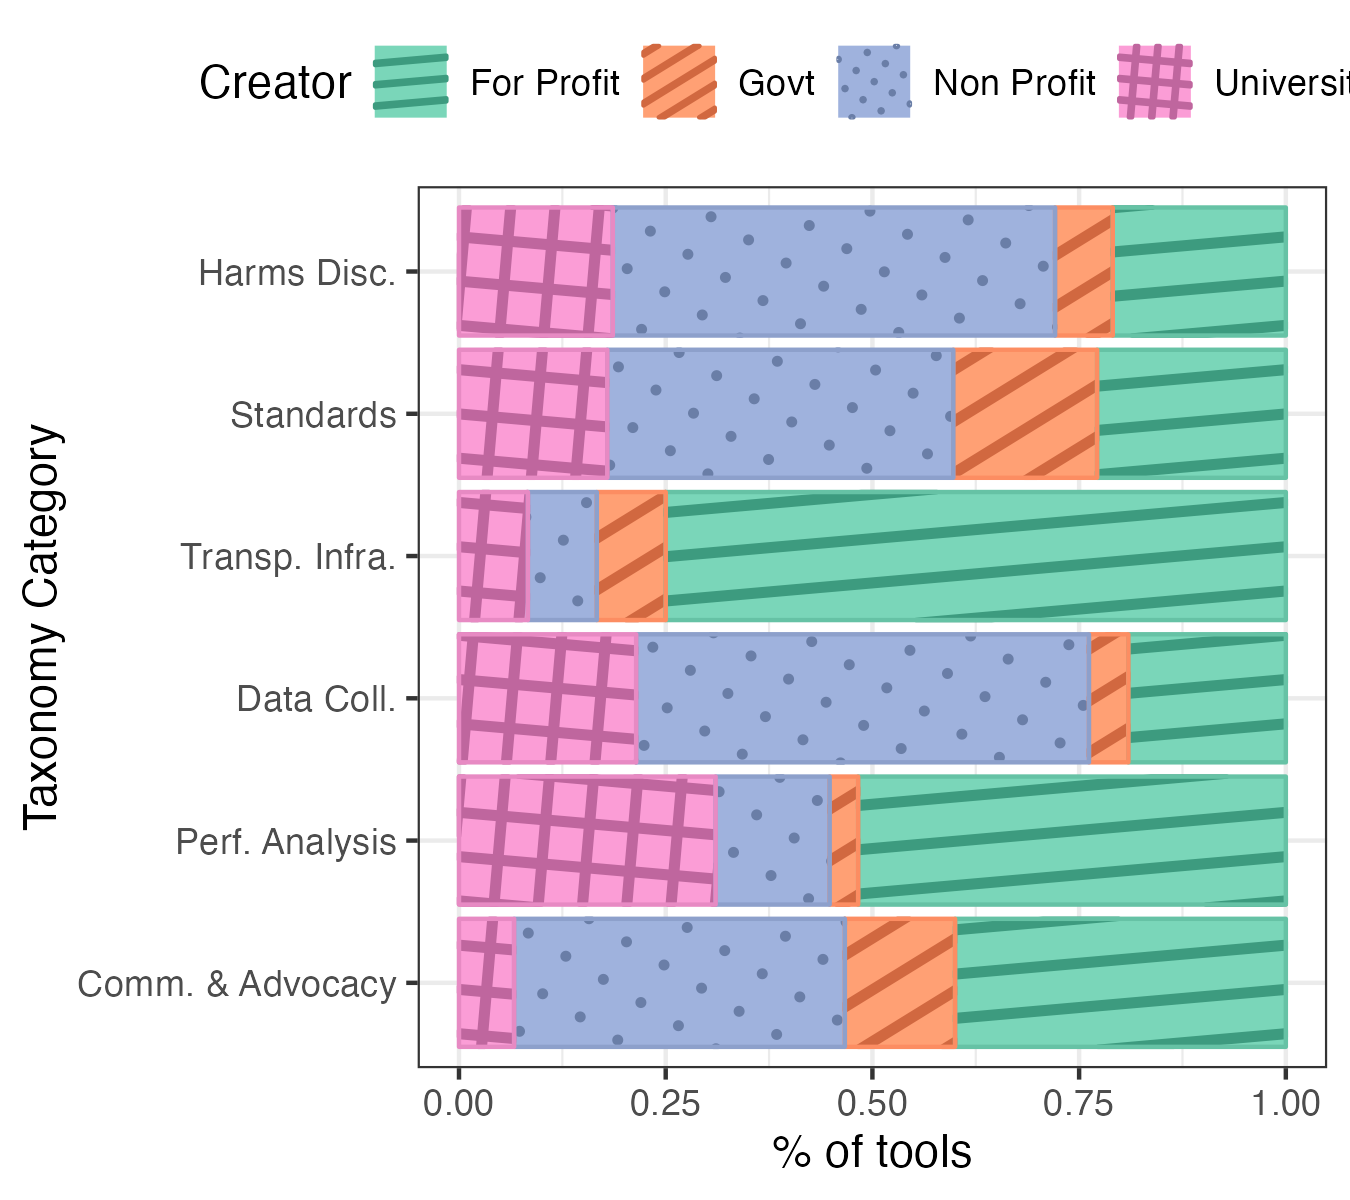 Creator For Profit Govt Non Profit Universit
Harms Disc.
Standards
Transp. Infra.
Data Coll.
Perf. Analysis
Comm. & Advocacy
Taxonomy Category
0.00 0.25 0.50 0.75 1.00
% of tools